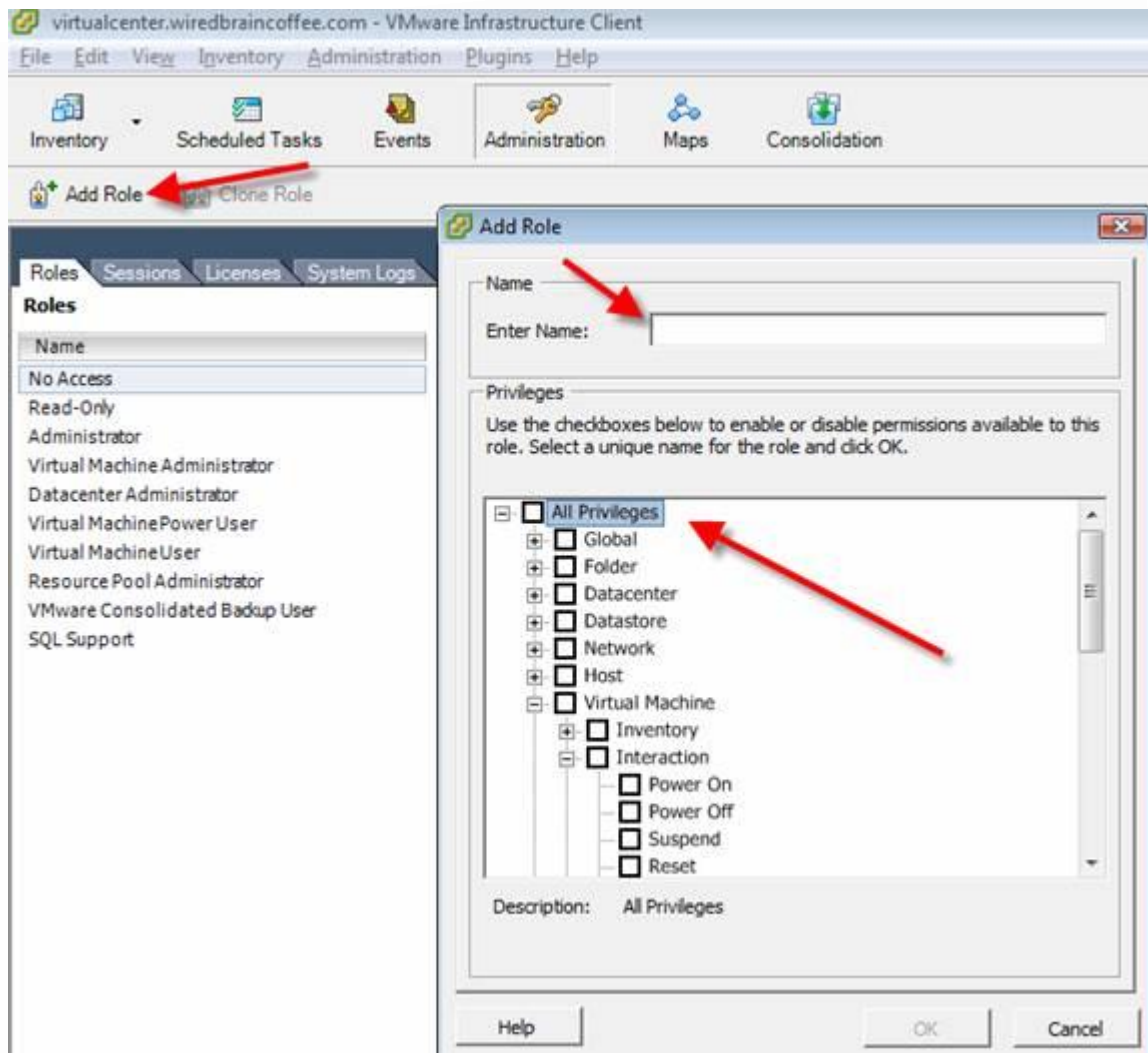 virtualcenter.wiredbraincoffee.com - VMware Infrastructure Client
File Edit View Inventory Administration Plugins Help
Inventory Scheduled Tasks Events Administration Maps Consolidation
Add Role Clone Role
Roles Sessions Licenses System Logs
Roles
Name
No Access
Read-Only
Administrator
Virtual Machine Administrator
Datacenter Administrator
Virtual Machine Power User
Virtual Machine User
Resource Pool Administrator
VMware Consolidated Backup User
SQL Support
Add Role
Name
Enter Name:
Privileges
Use the checkboxes below to enable or disable permissions available to this
role. Select a unique name for the role and click OK.
All Privileges
Global
Folder
Datacenter
Datastore
Network
Host
Virtual Machine
Inventory
Interaction
Power On
Power Off
Suspend
Reset
Description: All Privileges
Help OK Cancel